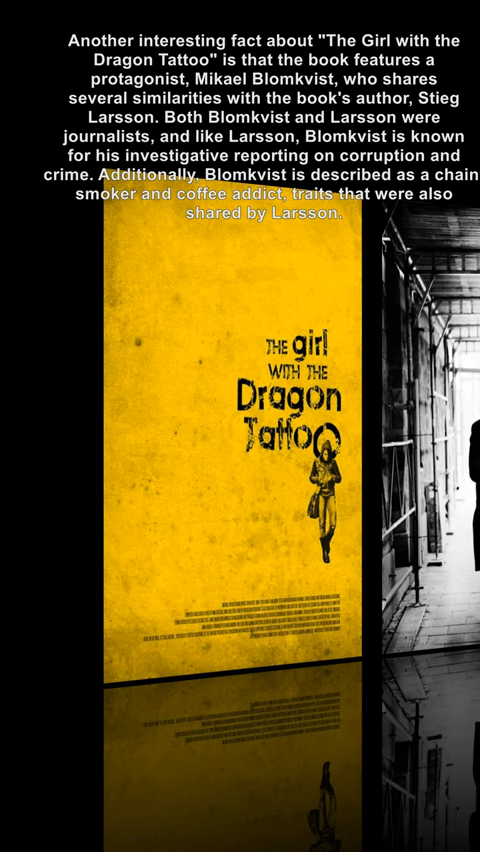 Another interesting fact about "The Girl with the
Dragon Tattoo" is that the book features a
protagonist, Mikael Blomkvist, who shares
several similarities with the book's author, Stieg
Larsson. Both Blomkvist and Larsson were
journalists, and like Larsson, Blomkvist is known
for his investigative reporting on corruption and
crime. Additionally, Blomkvist is described as a chain
smoker and coffee addict, traits that were also
shared by Larsson.
THE girl
WITH THE
Dragon
Tattoo